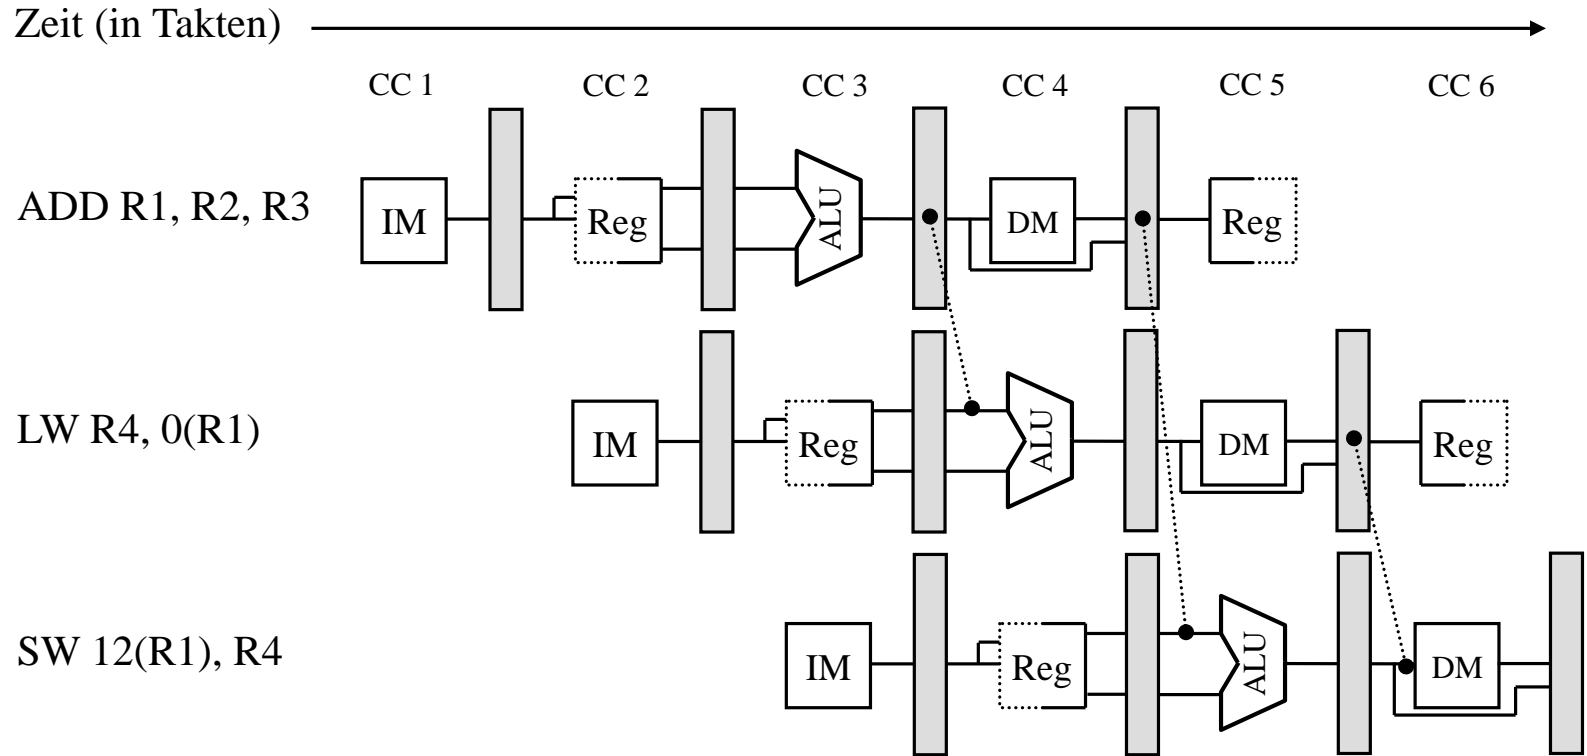 Zeit (in Takten)
CC 1 CC 2 CC 3 CC 4 CC 5 CC 6
ADD R1, R2, R3 IM Reg ALU DM Reg
LW R4, 0(R1) IM Reg ALU DM Reg
SW 12(R1), R4 IM Reg ALU DM